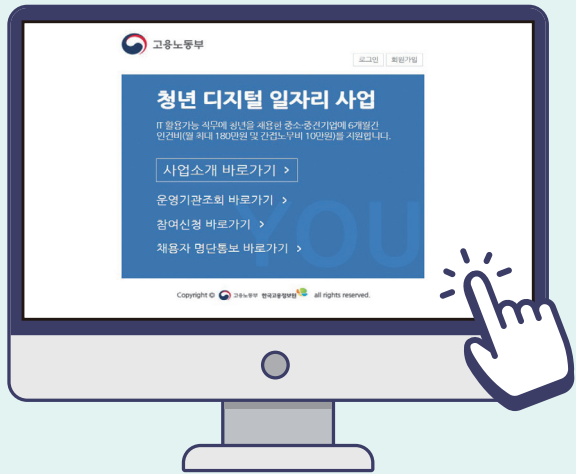 고용노동부
로그인 회원가입
청년 디지털 일자리 사업
IT 활용가능 직무에 청년을 채용한 중소·중견기업에 6개월간
인건비(월 최대 180만원 및 간접노무비 10만원)를 지원합니다.
사업소개 바로가기 >
운영기관조회 바로가기 >
참여신청 바로가기 >
채용자 명단통보 바로가기 >
YOU
Copyright © 고용노동부 한국고용정보원 all rights reserved.